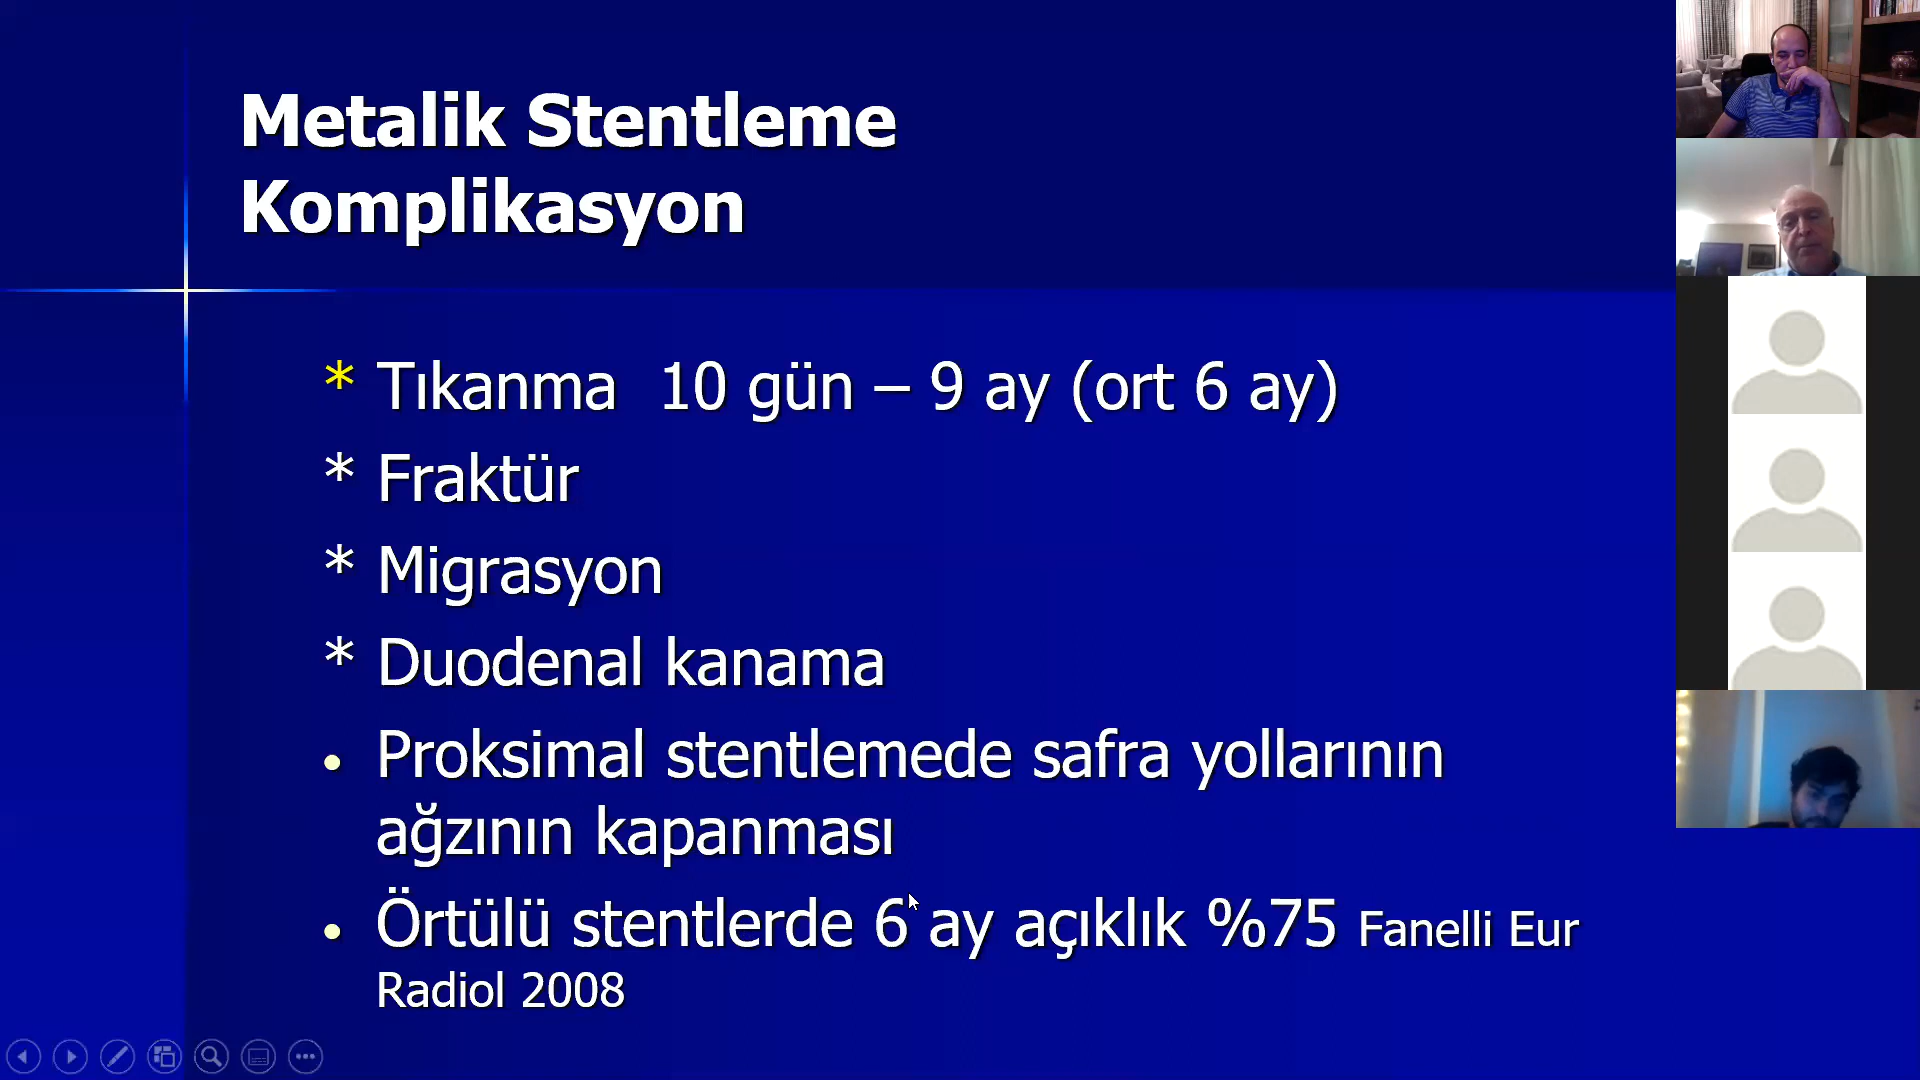 Metalik Stentleme
Komplikasyon
* Tıkanma  10 gün – 9 ay (ort 6 ay)
* Fraktür
* Migrasyon
* Duodenal kanama
• Proksimal stentlemede safra yollarının
ağzının kapanması
• Örtülü stentlerde 6 ay açıklık %75 Fanelli Eur
Radiol 2008